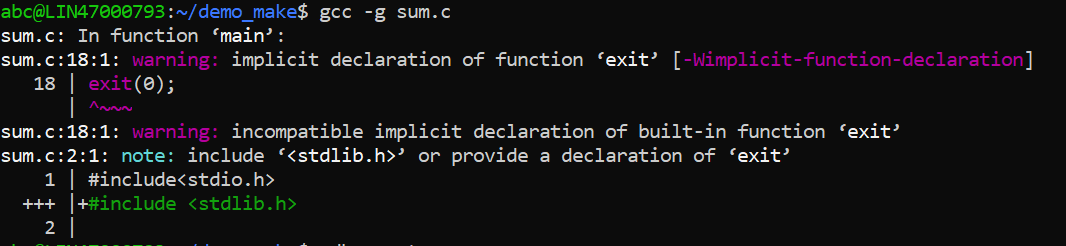 abc@LIN47000793:~/demo_make$ gcc -g sum.c
sum.c: In function ‘main’:
sum.c:18:1: warning: implicit declaration of function ‘exit’ [-Wimplicit-function-declaration]
   18 | exit(0);
      | ^~~~
sum.c:18:1: warning: incompatible implicit declaration of built-in function ‘exit’
sum.c:2:1: note: include ‘<stdlib.h>’ or provide a declaration of ‘exit’
    1 | #include<stdio.h>
  +++ |+#include <stdlib.h>
    2 |